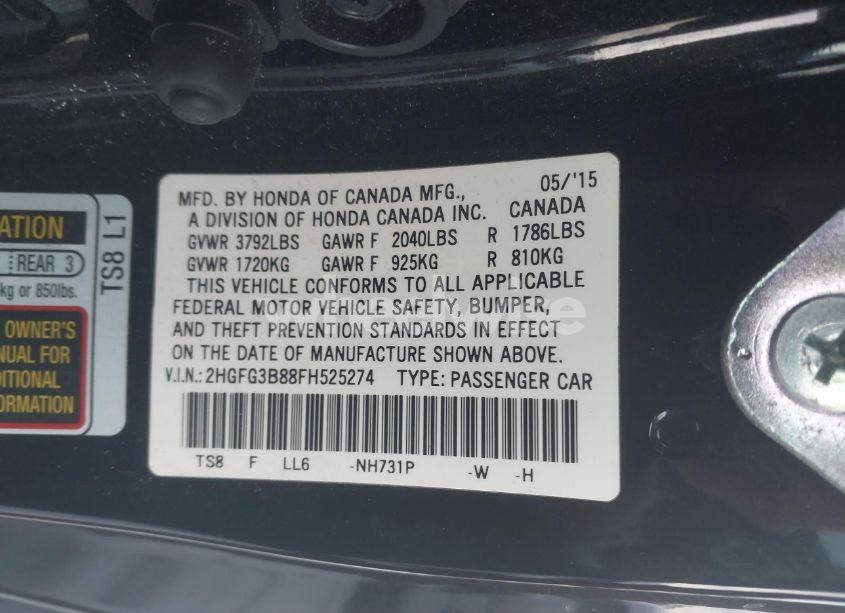 ATION
REAR 3
kg or 850lbs.
OWNER'S
NUAL FOR
DITIONAL
FORMATION
TS8 L1
MFD. BY HONDA OF CANADA MFG., 05/'15
A DIVISION OF HONDA CANADA INC. CANADA
GVWR 3792LBS GAWR F 2040LBS R 1786LBS
GVWR 1720KG GAWR F 925KG R 810KG
THIS VEHICLE CONFORMS TO ALL APPLICABLE
FEDERAL MOTOR VEHICLE SAFETY, BUMPER,
AND THEFT PREVENTION STANDARDS IN EFFECT
ON THE DATE OF MANUFACTURE SHOWN ABOVE.
V.I.N.: 2HGFG3B88FH525274 TYPE: PASSENGER CAR
TS8 F LL6 -NH731P -W -H